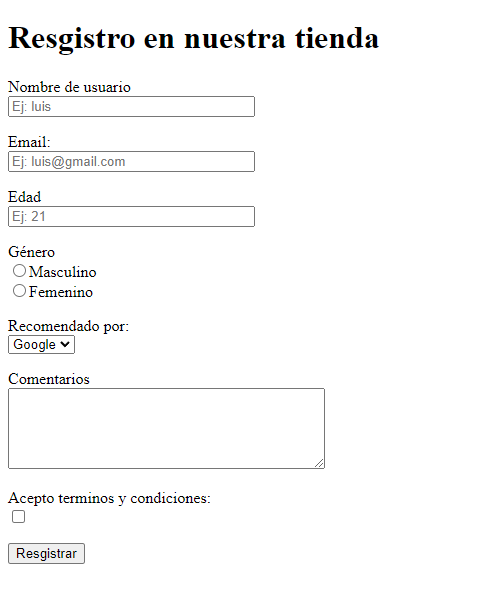 Resgistro en nuestra tienda
Nombre de usuario
Ej: luis
Email:
Ej: luis@gmail.com
Edad
Ej: 21
Género
Masculino
Femenino
Recomendado por:
Google
Comentarios
Acepto terminos y condiciones:
Resgistrar